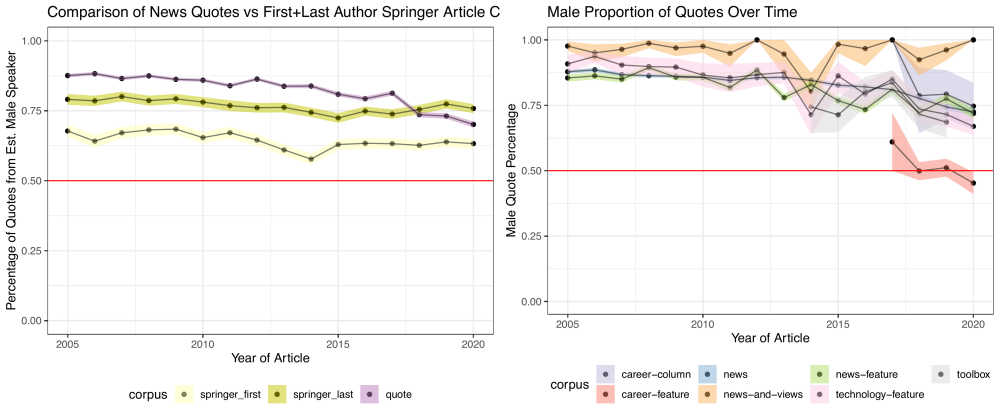 Comparison of News Quotes vs First+Last Author Springer Article C
Percentage of Quotes from Est. Male Speaker
1.00
0.75
0.50
0.25
0.00
2005 2010 2015 2020
Year of Article
corpus springer_first springer_last quote
Male Proportion of Quotes Over Time
Male Quote Percentage
1.00
0.75
0.50
0.25
0.00
2005 2010 2015 2020
Year of Article
corpus
career-column news news-feature toolbox
career-feature news-and-views technology-feature